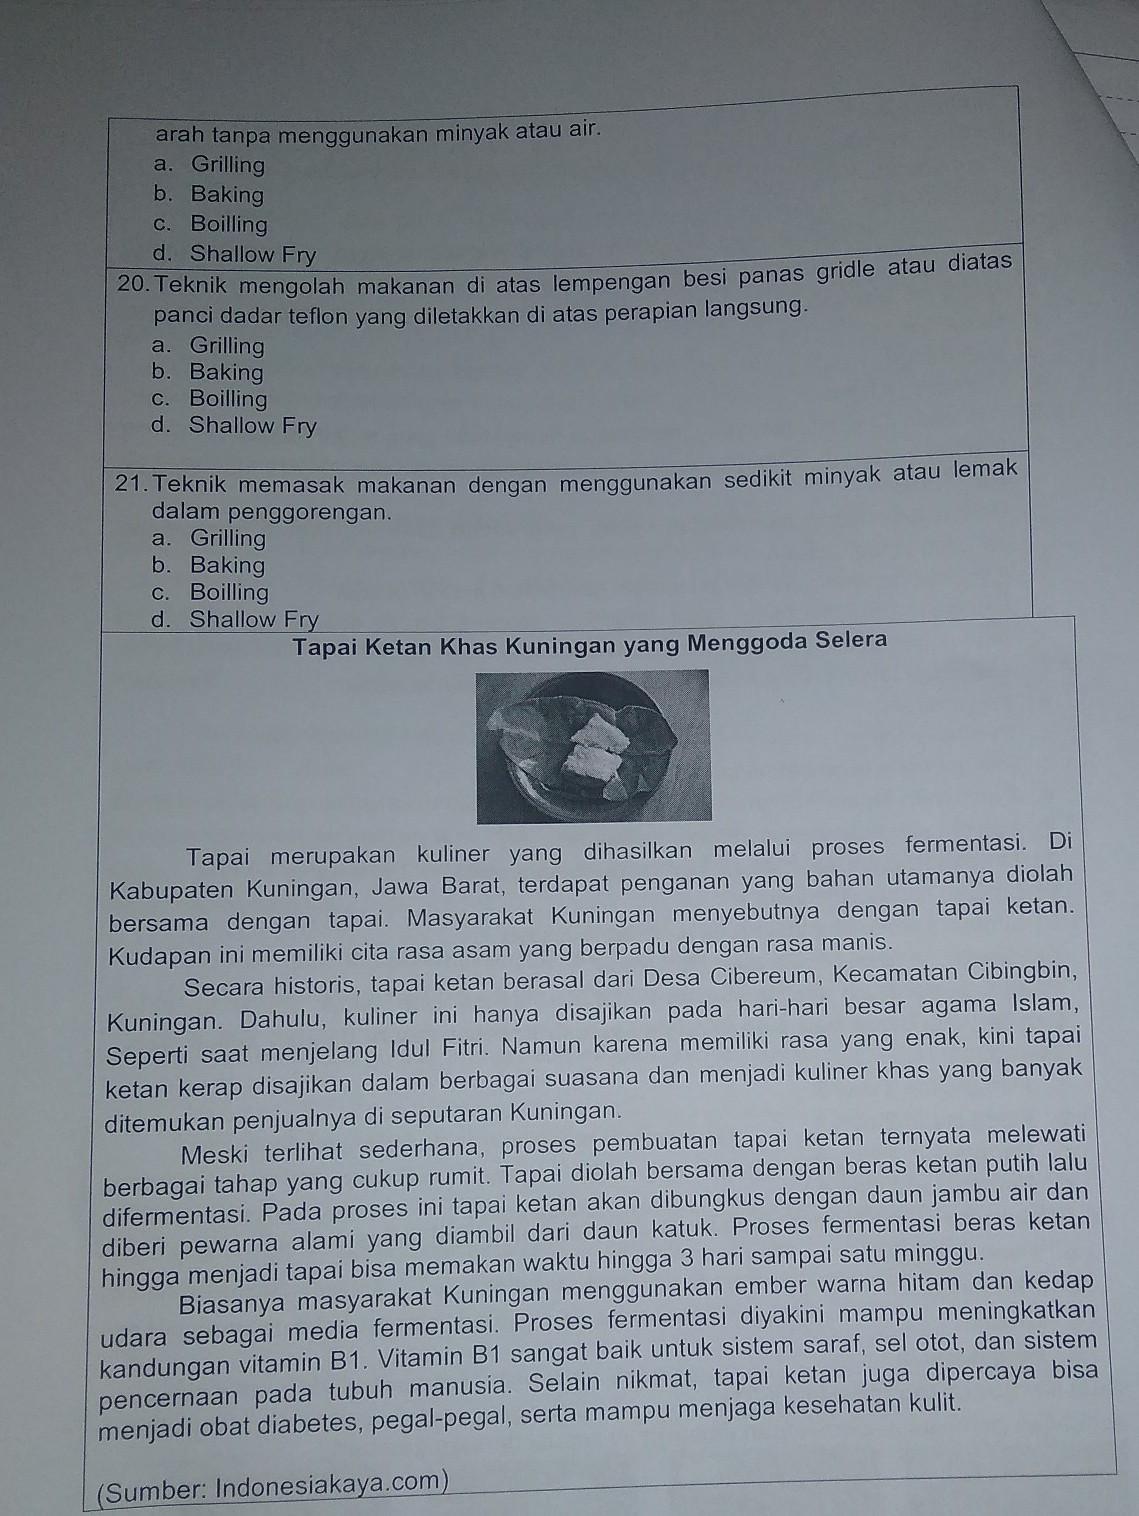 arah tanpa menggunakan minyak atau air.
a. Grilling
b. Baking
c. Boilling
d. Shallow Fry
20. Teknik mengolah makanan di atas lempengan besi panas gridle atau diatas
panci dadar teflon yang diletakkan di atas perapian langsung.
a. Grilling
b. Baking
c. Boilling
d. Shallow Fry
21. Teknik memasak makanan dengan menggunakan sedikit minyak atau lemak
dalam penggorengan.
a. Grilling
b. Baking
c. Boilling
d. Shallow Fry
Tapai Ketan Khas Kuningan yang Menggoda Selera
Tapai merupakan kuliner yang dihasilkan melalui proses fermentasi. Di
Kabupaten Kuningan, Jawa Barat, terdapat penganan yang bahan utamanya diolah
bersama dengan tapai. Masyarakat Kuningan menyebutnya dengan tapai ketan.
Kudapan ini memiliki cita rasa asam yang berpadu dengan rasa manis.
Secara historis, tapai ketan berasal dari Desa Cibereum, Kecamatan Cibingbin,
Kuningan. Dahulu, kuliner ini hanya disajikan pada hari-hari besar agama Islam,
Seperti saat menjelang Idul Fitri. Namun karena memiliki rasa yang enak, kini tapai
ketan kerap disajikan dalam berbagai suasana dan menjadi kuliner khas yang banyak
ditemukan penjualnya di seputaran Kuningan.
Meski terlihat sederhana, proses pembuatan tapai ketan ternyata melewati
berbagai tahap yang cukup rumit. Tapai diolah bersama dengan beras ketan putih lalu
difermentasi. Pada proses ini tapai ketan akan dibungkus dengan daun jambu air dan
diberi pewarna alami yang diambil dari daun katuk. Proses fermentasi beras ketan
hingga menjadi tapai bisa memakan waktu hingga 3 hari sampai satu minggu.
Biasanya masyarakat Kuningan menggunakan ember warna hitam dan kedap
udara sebagai media fermentasi. Proses fermentasi diyakini mampu meningkatkan
kandungan vitamin B1. Vitamin B1 sangat baik untuk sistem saraf, sel otot, dan sistem
pencernaan pada tubuh manusia. Selain nikmat, tapai ketan juga dipercaya bisa
menjadi obat diabetes, pegal-pegal, serta mampu menjaga kesehatan kulit.
(Sumber: Indonesiakaya.com)